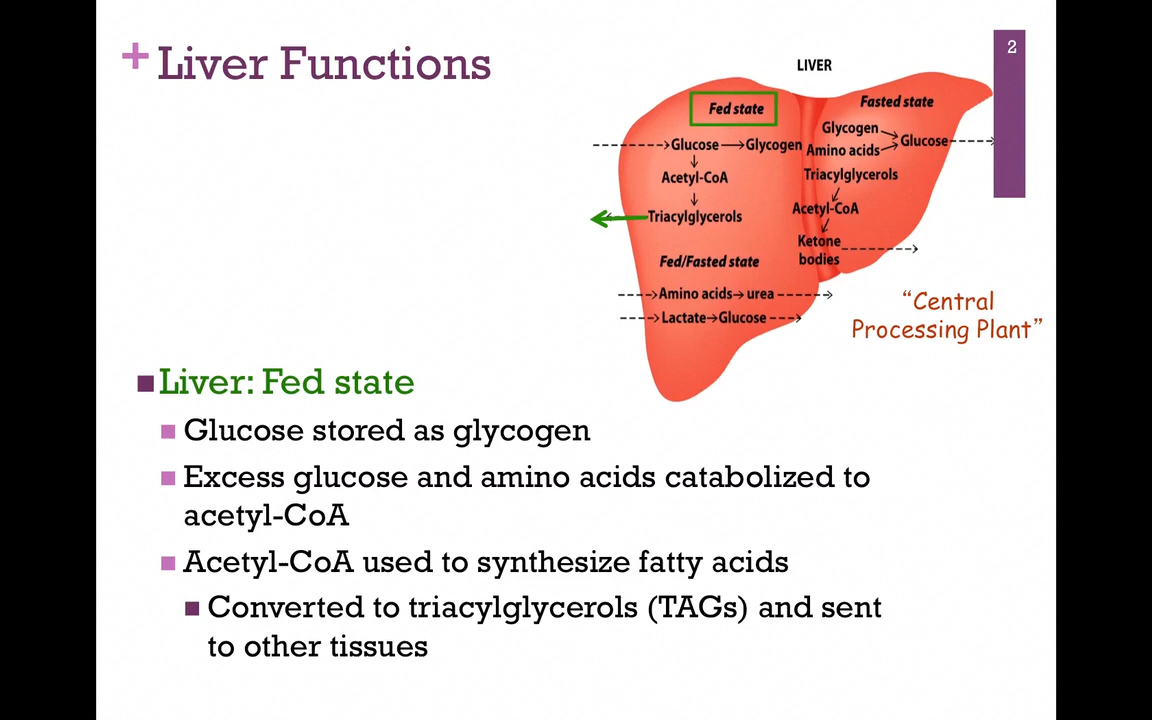 + Liver Functions
2
LIVER
Fed state
Glucose → Glycogen
Acetyl-CoA
Triacylglycerols
Fed/Fasted state
Amino acids → urea
Lactate → Glucose
Fasted state
Glycogen
Amino acids
Glucose
Triacylglycerols
Acetyl-CoA
Ketone
bodies
“Central
Processing Plant”
Liver: Fed state
Glucose stored as glycogen
Excess glucose and amino acids catabolized to
acetyl-CoA
Acetyl-CoA used to synthesize fatty acids
Converted to triacylglycerols (TAGs) and sent
to other tissues